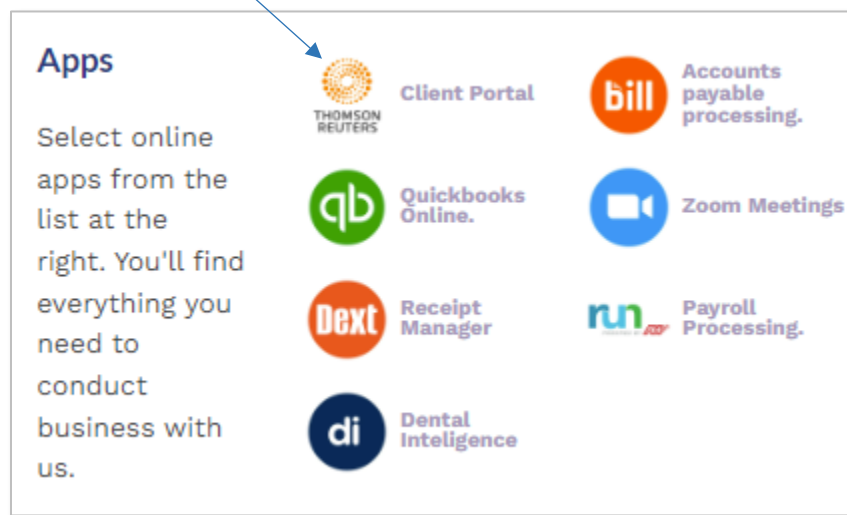 Apps
Select online
apps from the
list at the
right. You'll find
everything you
need to
conduct
business with
us.
THOMSON
REUTERS
Client Portal
bill
Accounts
payable
processing.
qb
Quickbooks
Online.
Zoom Meetings
Dext
Receipt
Manager
run
ADP
Payroll
Processing.
di
Dental
Inteligence